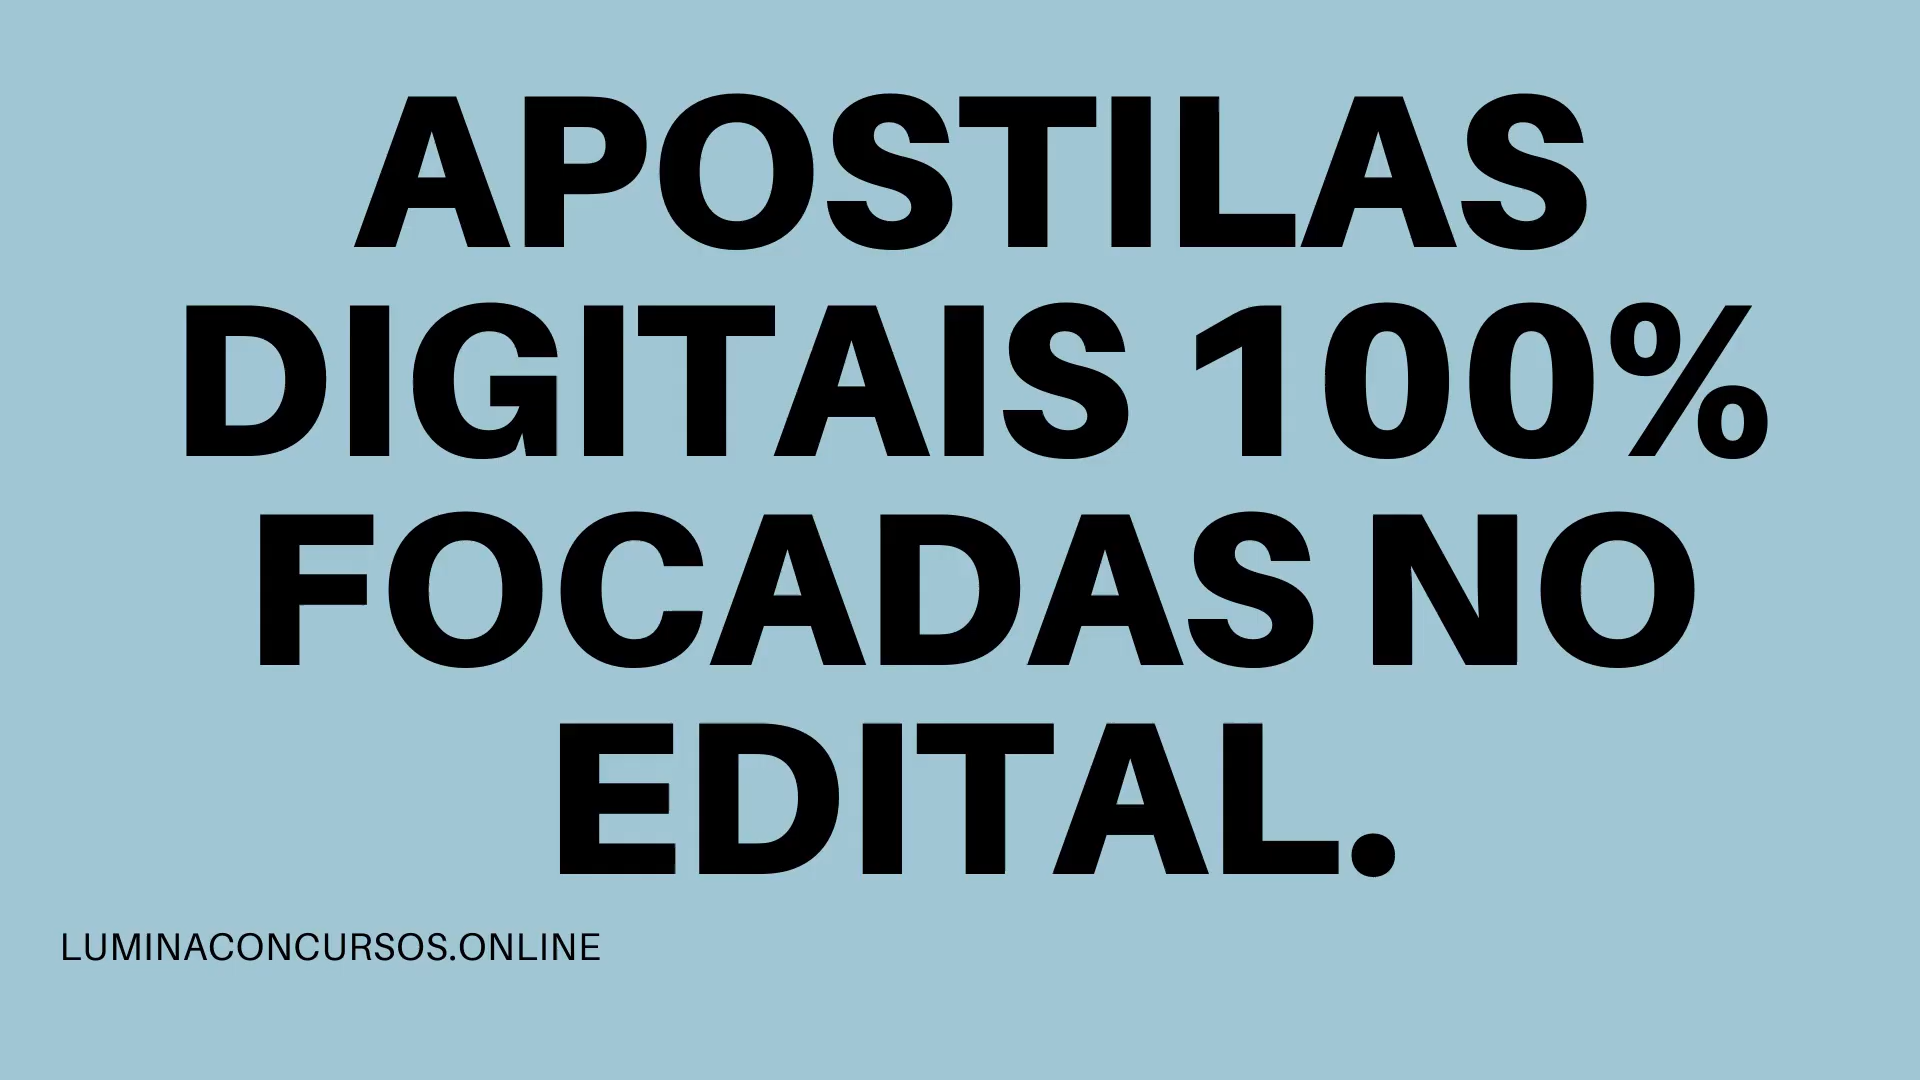 APOSTILAS
DIGITAIS 100%
FOCADAS NO
EDITAL.
LUMINACONCURSOS.ONLINE